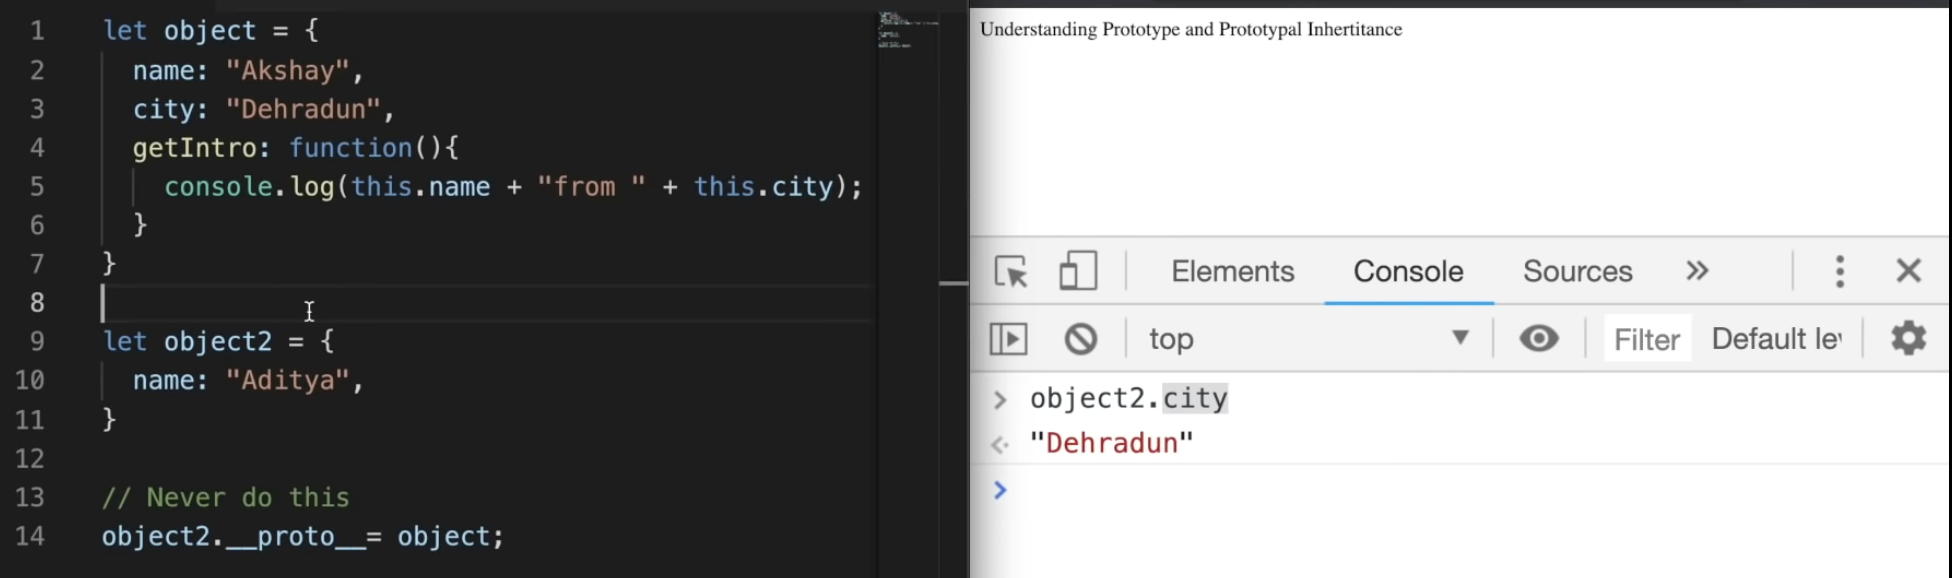 1 let object = {
2 name: "Akshay",
3 city: "Dehradun",
4 getIntro: function(){
5 console.log(this.name + "from " + this.city);
6 }
7 }
8
9 let object2 = {
10 name: "Aditya",
11 }
12
13 // Never do this
14 object2.__proto__= object;
Understanding Prototype and Prototypal Inhertitance
Elements Console Sources »
top ▼ Filter Default le
> object2.city
"Dehradun"
>